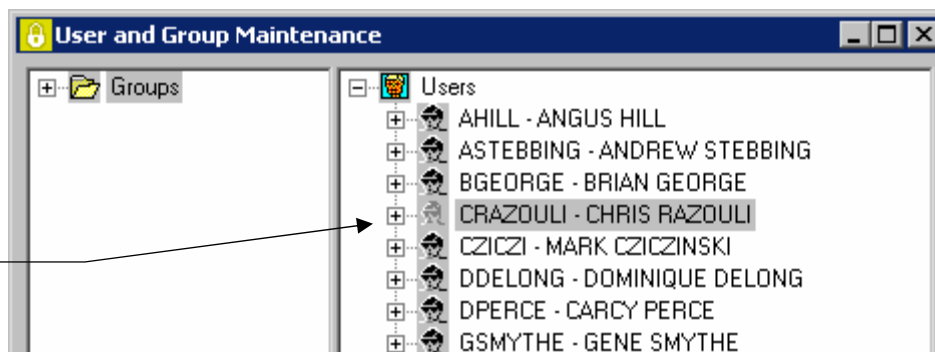 User and Group Maintenance
Groups
Users
AHILL - ANGUS HILL
ASTEBBING - ANDREW STEBBING
BGEORGE - BRIAN GEORGE
CRAZOULI - CHRIS RAZOULI
CZICZI - MARK CZICZINSKI
DDELONG - DOMINIQUE DELONG
DPERCE - CARCY PERCE
GSMYTHE - GENE SMYTHE